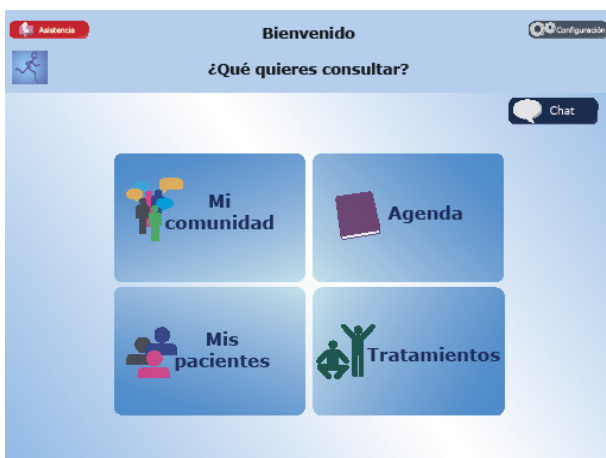 Asistencia
Bienvenido
Configuración
¿Qué quieres consultar?
Chat
Mi
comunidad
Agenda
Mis
pacientes
Tratamientos